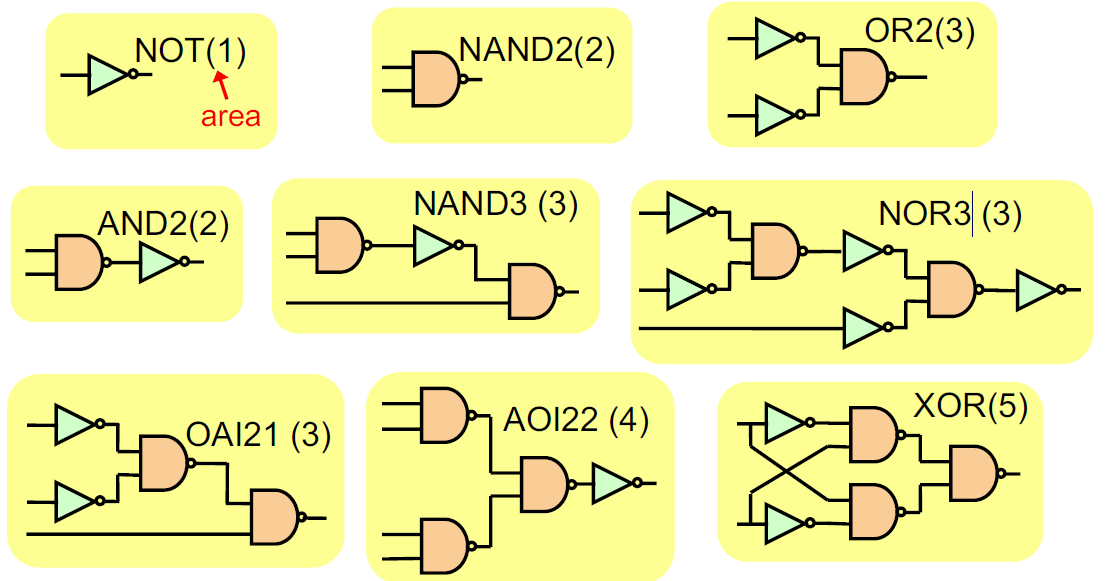 NOT(1)
area
NAND2(2)
OR2(3)
AND2(2)
NAND3 (3)
NOR3 (3)
OAI21 (3)
AOI22 (4)
XOR(5)